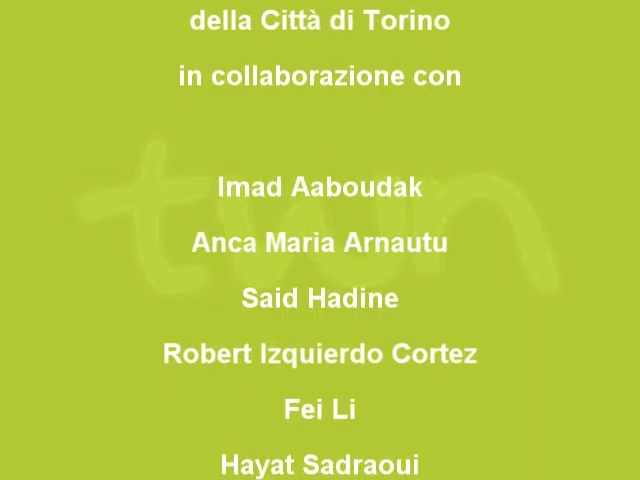 della Città di Torino
in collaborazione con
twn
Imad Aaboudak
Anca Maria Arnautu
Said Hadine
Robert Izquierdo Cortez
Fei Li
Hayat Sadraoui